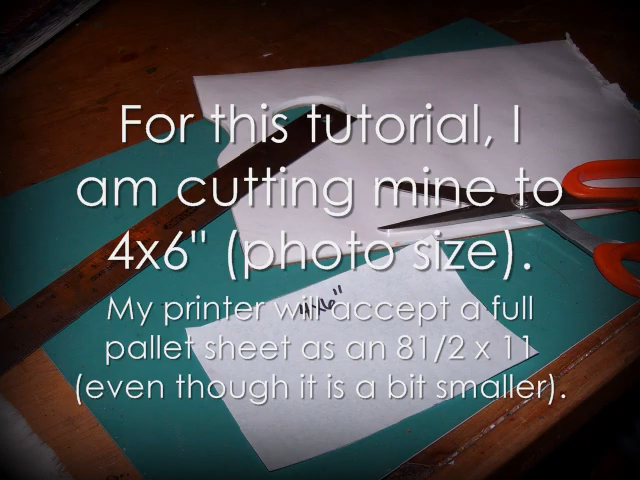 For this tutorial, I
am cutting mine to
4x6" (photo size).
My printer will accept a full
pallet sheet as an 81/2 x 11
(even though it is a bit smaller).
4x6"